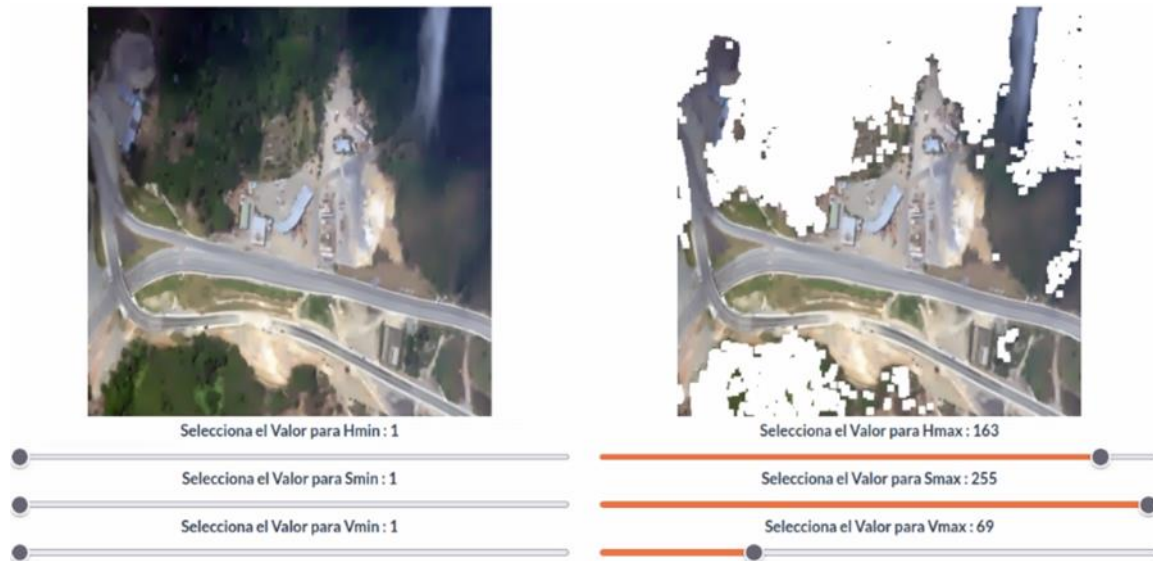 Selecciona el Valor para Hmin : 1
Selecciona el Valor para Hmax : 163
Selecciona el Valor para Smin : 1
Selecciona el Valor para Smax : 255
Selecciona el Valor para Vmin : 1
Selecciona el Valor para Vmax : 69